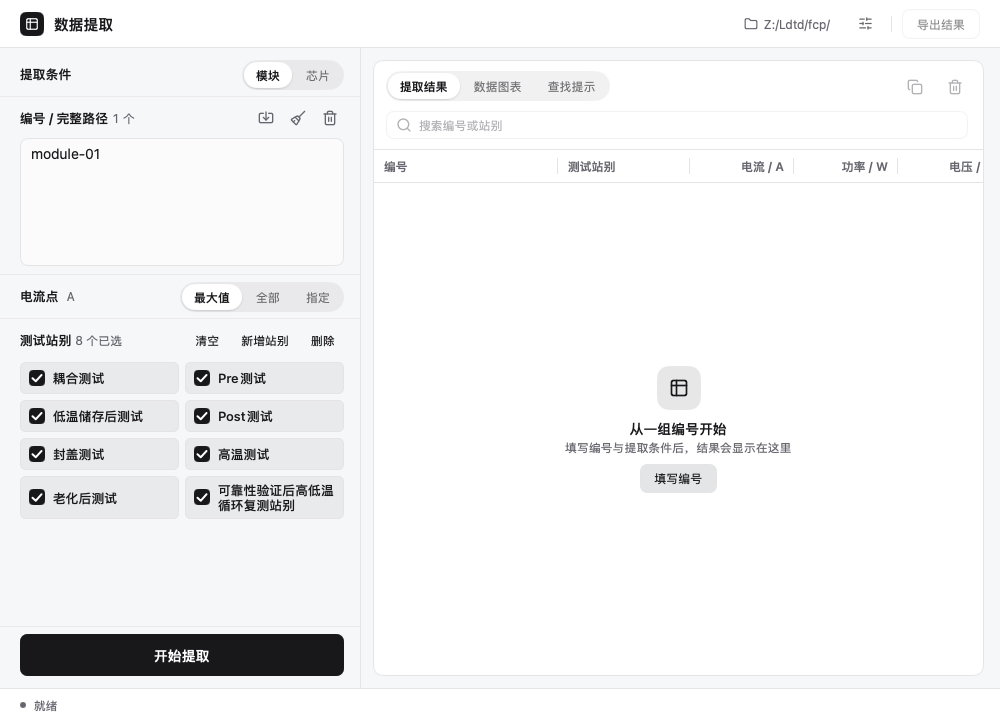 数据提取
Z:/Ldtd/fcp/
导出结果
提取条件
模块
芯片
编号 / 完整路径 1 个
module-01
电流点 A
最大值
全部
指定
测试站别 8 个已选
清空
新增站别
删除
耦合测试
Pre 测试
低温储存后测试
Post 测试
封盖测试
高温测试
老化后测试
可靠性验证后高低温
循环复测站别
开始提取
就绪
提取结果
数据图表
查找提示
搜索编号或站别
编号
测试站别
电流 / A
功率 / W
电压 /
从一组编号开始
填写编号与提取条件后，结果会显示在这里
填写编号